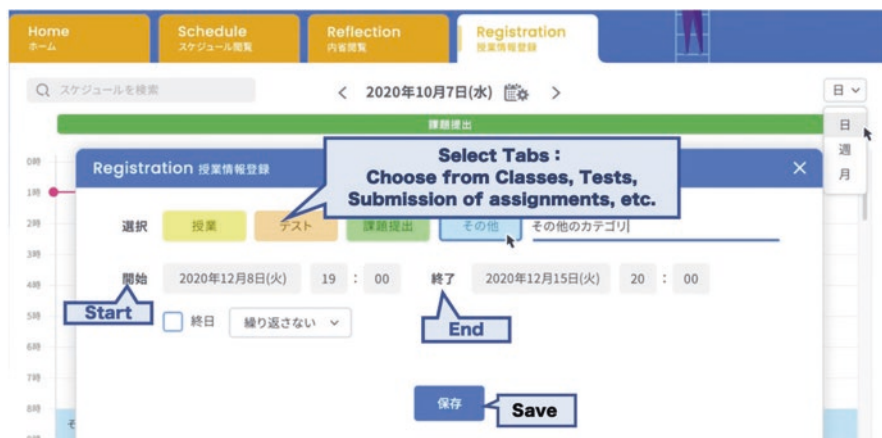 Home
ホーム
Schedule
スケジュール閲覧
Reflection
内省閲覧
Registration
授業情報登録
スケジュールを検索
2020年10月7日(水)
日
課題提出
日
週
月
0時
1時
2時
3時
4時
5時
6時
7時
8時
Registration 授業情報登録
Select Tabs :
Choose from Classes, Tests,
Submission of assignments, etc.
選択 授業 テスト 課題提出 その他 その他のカテゴリ
開始 2020年12月8日(火) 19 : 00 終了 2020年12月15日(火) 20 : 00
Start
End
終日 繰り返さない
保存
Save
そ